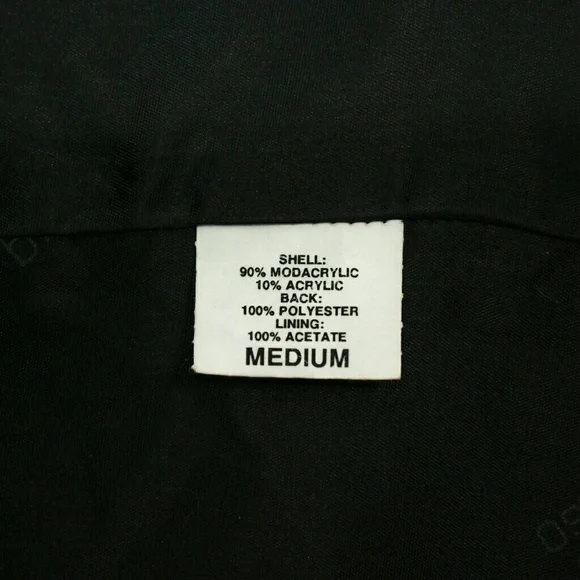 SHELL:
90% MODACRYLIC
10% ACRYLIC
BACK:
100% POLYESTER
LINING:
100% ACETATE
MEDIUM